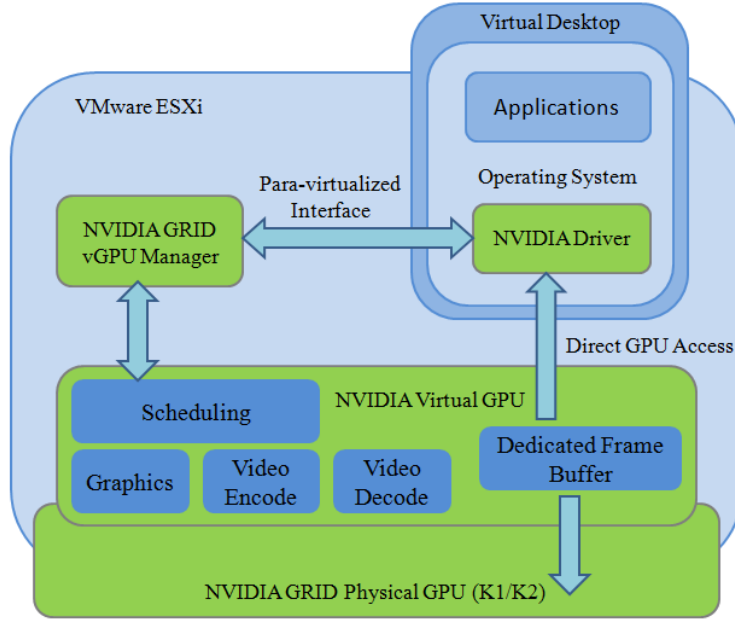 Virtual Desktop
VMware ESXi
Applications
Operating System
Para-virtualized
Interface
NVIDIA GRID
vGPU Manager
NVIDIA Driver
Direct GPU Access
NVIDIA Virtual GPU
Scheduling
Graphics
Video
Encode
Video
Decode
Dedicated Frame
Buffer
NVIDIA GRID Physical GPU (K1/K2)